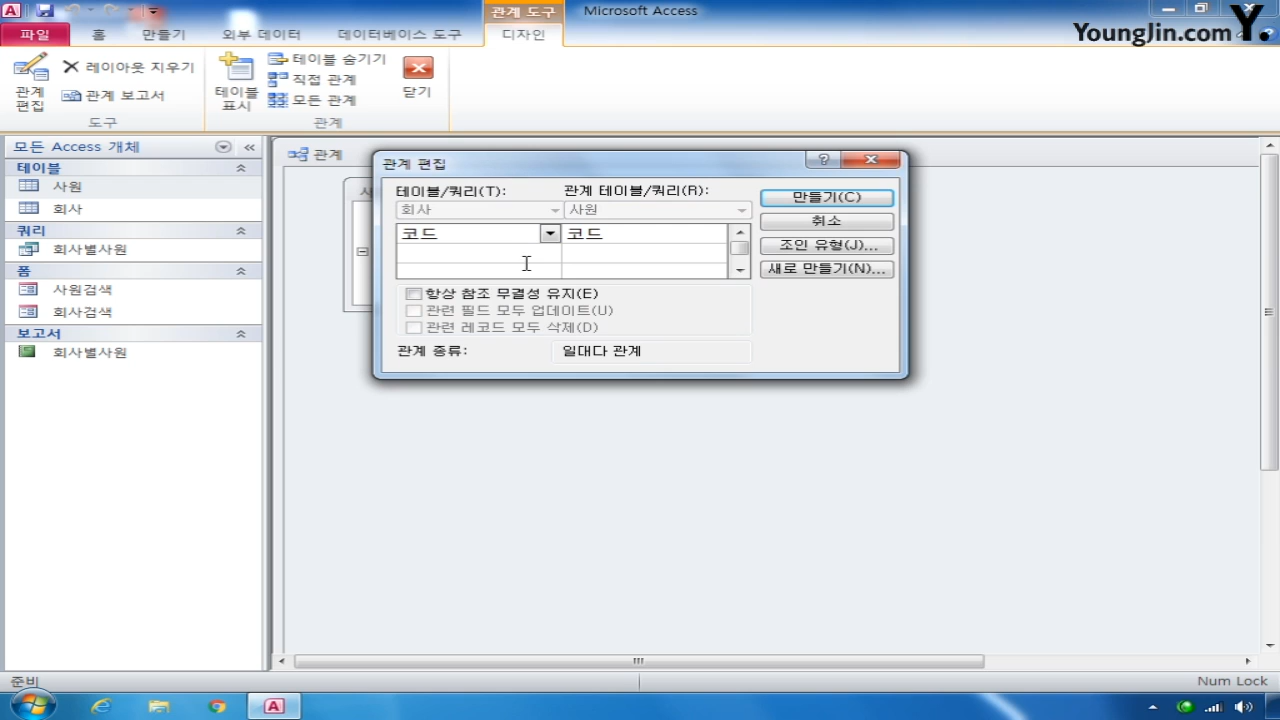 Microsoft Access
관계 도구
파일
홈
만들기
외부 데이터
데이터베이스 도구
디자인
YoungJin.com Y.
관계
편집
레이아웃 지우기
관계 보고서
도구
테이블
표시
테이블 숨기기
직접 관계
모든 관계
관계
닫기
모든 Access 개체
테이블
사원
회사
쿼리
회사별사원
폼
사원검색
회사검색
보고서
회사별사원
관계
관계 편집
테이블/쿼리(T):
관계 테이블/쿼리(R):
회사
사원
코드
코드
만들기(C)
취소
조인 유형(J)...
새로 만들기(N)...
항상 참조 무결성 유지(E)
관련 필드 모두 업데이트(U)
관련 레코드 모두 삭제(D)
관계 종류:
일대다 관계
준비
Num Lock